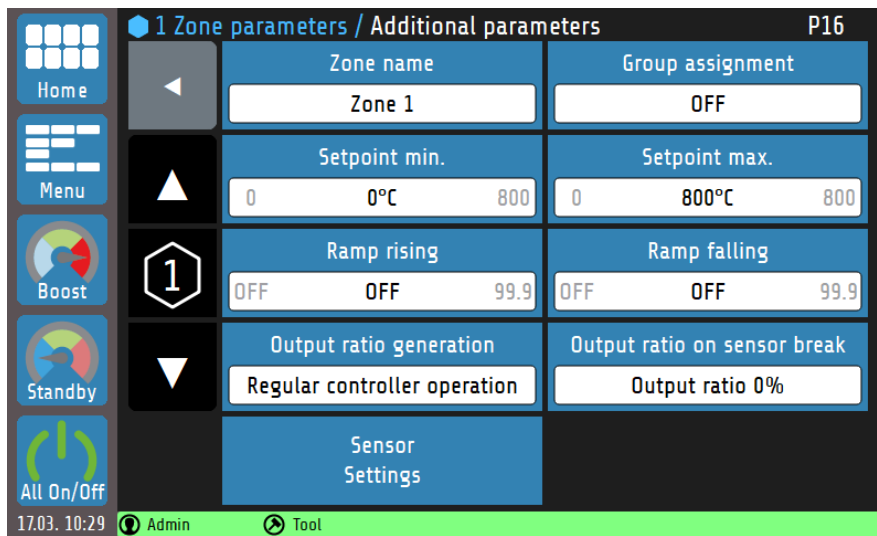 1 Zone parameters / Additional parameters P16
Home
Zone name Group assignment
Zone 1 OFF
Menu
Setpoint min. Setpoint max.
0 0°C 800 0 800°C 800
Boost
1
Ramp rising Ramp falling
OFF OFF 99.9 OFF OFF 99.9
Standby
Output ratio generation Output ratio on sensor break
Regular controller operation Output ratio 0%
All On/Off
Sensor
Settings
17.03. 10:29 Admin Tool